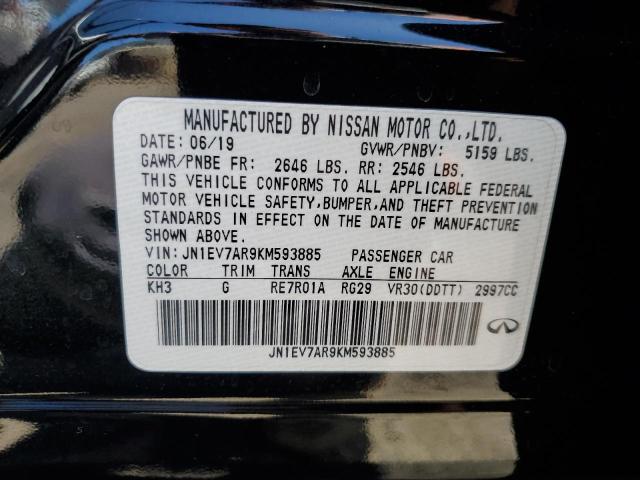 MANUFACTURED BY NISSAN MOTOR CO.,LTD.
DATE: 06/19 GVWR/PNBV: 5159 LBS.
GAWR/PNBE FR: 2646 LBS. RR: 2546 LBS.
THIS VEHICLE CONFORMS TO ALL APPLICABLE FEDERAL
MOTOR VEHICLE SAFETY,BUMPER,AND THEFT PREVENTION
STANDARDS IN EFFECT ON THE DATE OF MANUFACTURE
SHOWN ABOVE.
VIN: JN1EV7AR9KM593885 PASSENGER CAR
COLOR TRIM TRANS AXLE ENGINE
KH3 G RE7R01A RG29 VR30(DDTT) 2997CC
JN1EV7AR9KM593885